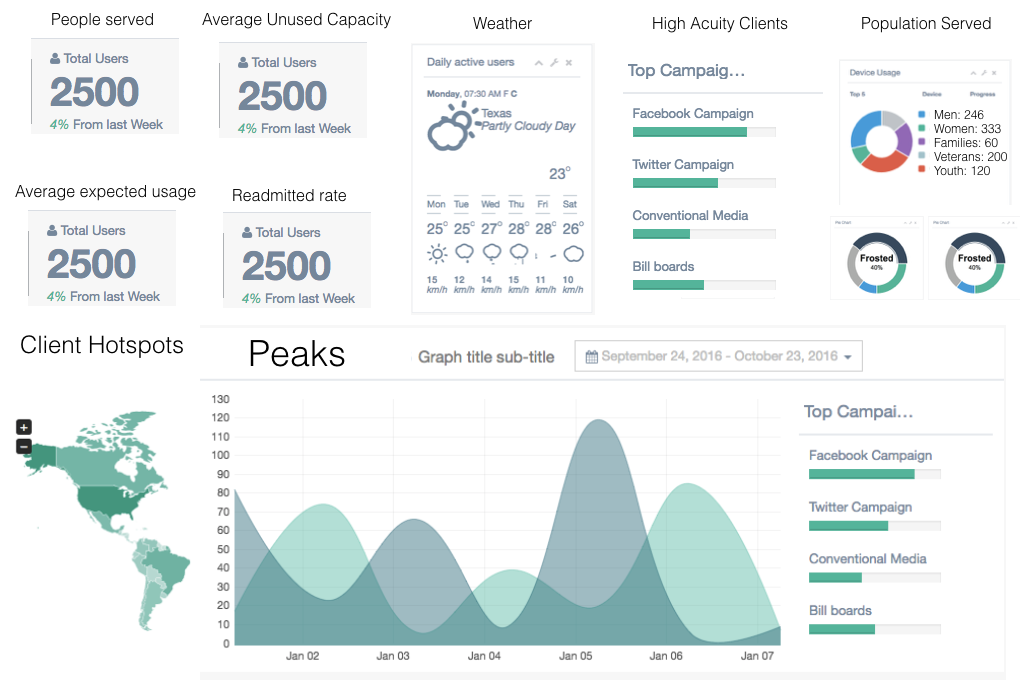 People served
Average Unused Capacity
Weather
High Acuity Clients
Population Served
Total Users
2500
4% From last Week
Total Users
2500
4% From last Week
Average expected usage
Readmitted rate
Total Users
2500
4% From last Week
Total Users
2500
4% From last Week
Daily active users
Monday, 07:30 AM F C
Texas
Partly Cloudy Day
23°
Mon Tue Wed Thu Fri Sat
25° 25° 27° 28° 28° 26°
15 12 14 15 11 10
km/h km/h km/h km/h km/h km/h
Top Campaig...
Facebook Campaign
Twitter Campaign
Conventional Media
Bill boards
Device Usage
Top 5 Device Progress
Men: 246
Women: 333
Families: 60
Veterans: 200
Youth: 120
Pie Chart
Frosted
40%
Pie Chart
Frosted
40%
Client Hotspots
+
−
Peaks
Graph title sub-title
September 24, 2016 - October 23, 2016
130
120
110
100
90
80
70
60
50
40
30
20
10
0
Jan 02 Jan 03 Jan 04 Jan 05 Jan 06 Jan 07
Top Campai...
Facebook Campaign
Twitter Campaign
Conventional Media
Bill boards